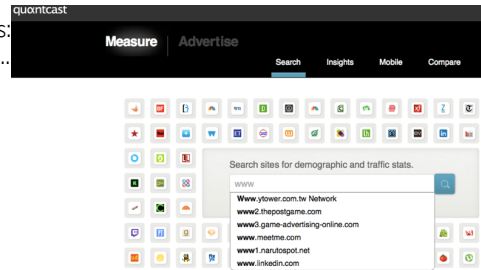 quantcast
s:
Measure Advertise
..
Search Insights Mobile Compare
Search sites for demographic and traffic stats.
www
Www.ytower.com.tw Network
www2.thepostgame.com
www3.game-advertising-online.com
www.meetme.com
www1.narutospot.net
www.linkedin.com